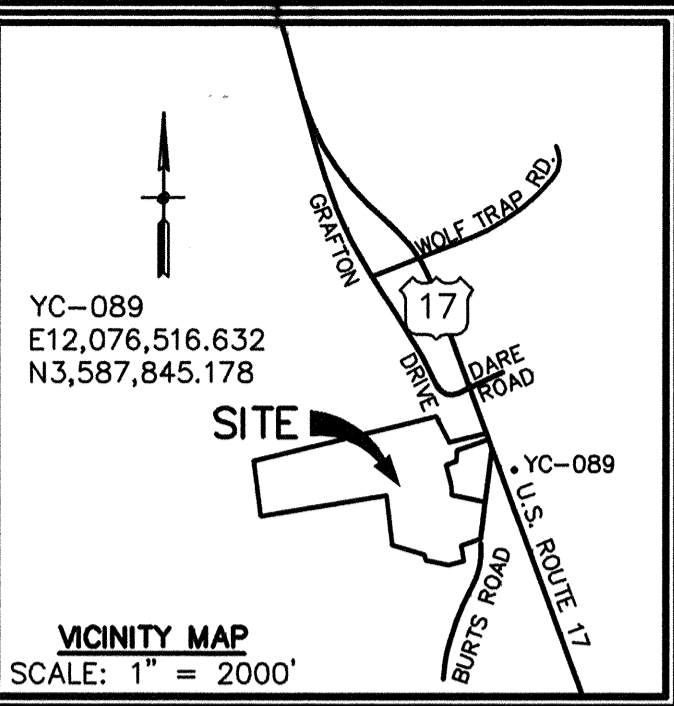 GRAFTON
DRIVE
WOLF TRAP RD.
17
DARE
ROAD
YC-089
E12,076,516.632
N3,587,845.178
SITE
YC-089
U.S. ROUTE 17
BURTS ROAD
VICINITY MAP
SCALE: 1" = 2000'